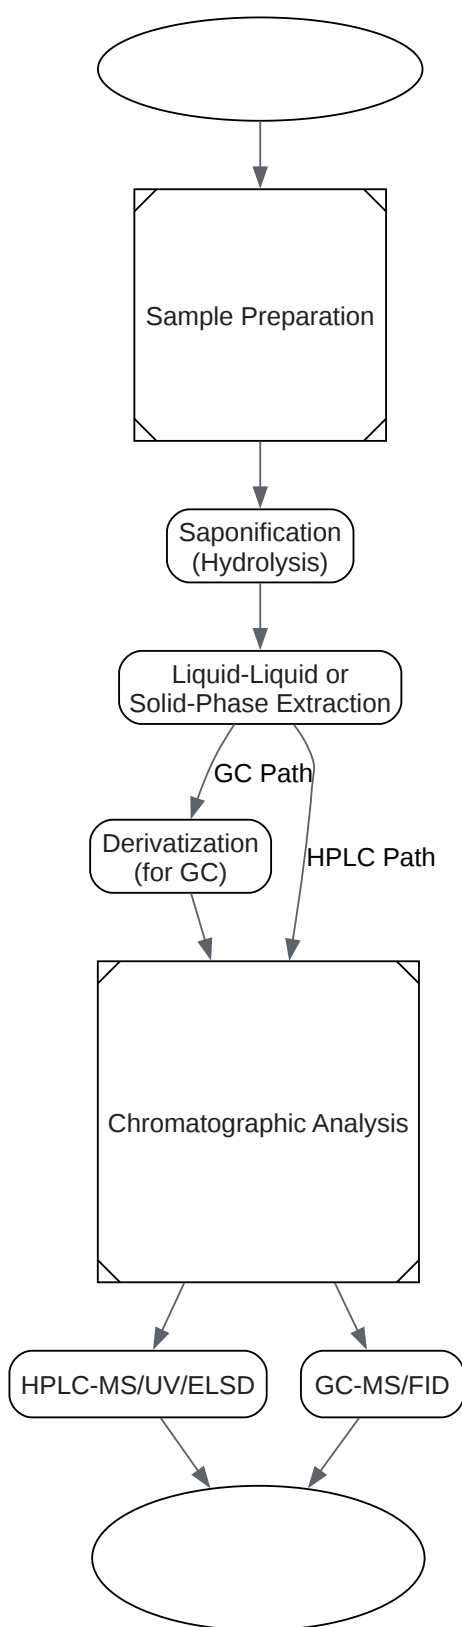 Sample Preparation
Saponification
(Hydrolysis)
Liquid-Liquid or
Solid-Phase Extraction
GC Path
Derivatization
(for GC)
HPLC Path
Chromatographic Analysis
HPLC-MS/UV/ELSD
GC-MS/FID